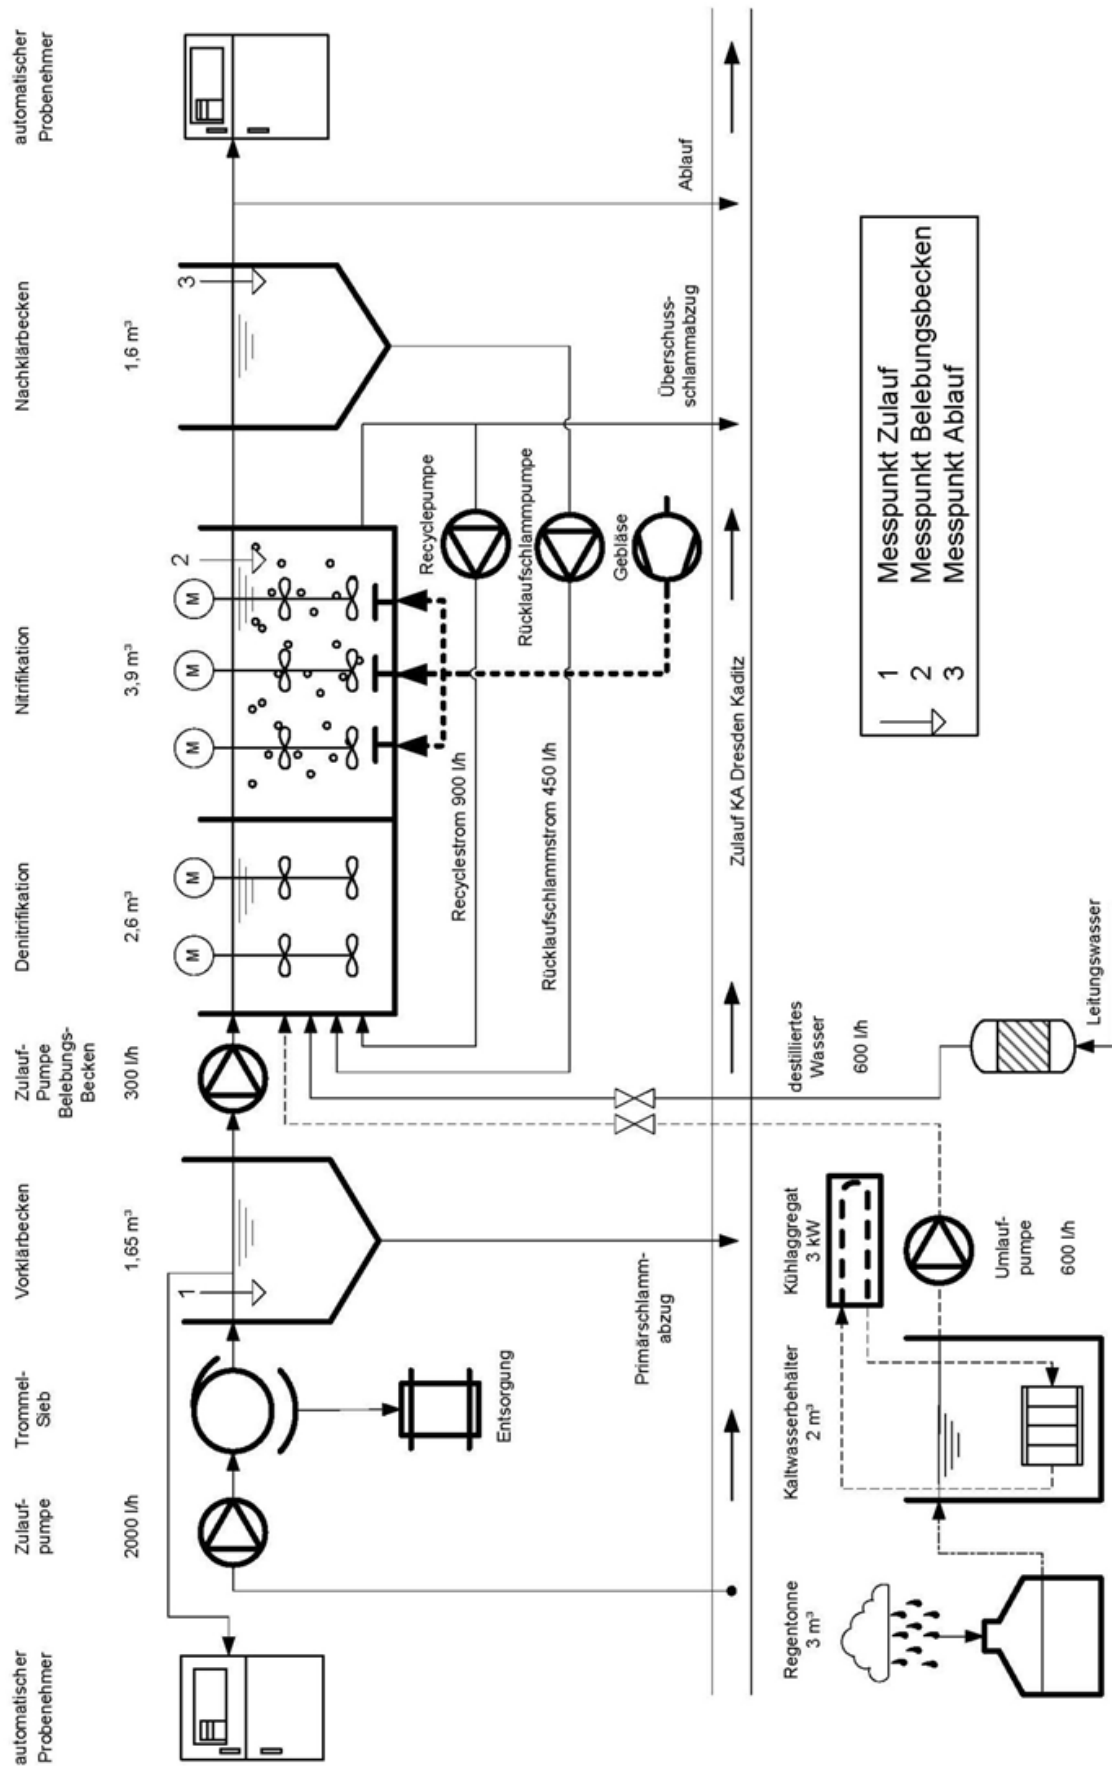 automatischer
Probenehmer
Zulauf-
pumpe
2000 l/h
Trommel-
Sieb
Vorklärbecken
1,65 m³
Zulauf-
Pumpe
Belebungs-
Becken
300 l/h
Denitrifikation
2,6 m³
Nitrifikation
3,9 m³
Nachklärbecken
1,6 m³
automatischer
Probenehmer
1
M
M
M
M
M
2
3
Entsorgung
Primärschlamm-
abzug
Recyclestrom 900 l/h
Recyclepumpe
Rücklaufschlammstrom 450 l/h
Rücklaufschlammpumpe
Gebläse
Überschuss-
schlammabzug
Ablauf
Zulauf KA Dresden Kaditz
Regentonne
3 m³
Kaltwasserbehälter
2 m³
Kühlaggregat
3 kW
Umlauf-
pumpe
600 l/h
destilliertes
Wasser
600 l/h
Leitungswasser
1 Messpunkt Zulauf
2 Messpunkt Belebungsbecken
3 Messpunkt Ablauf